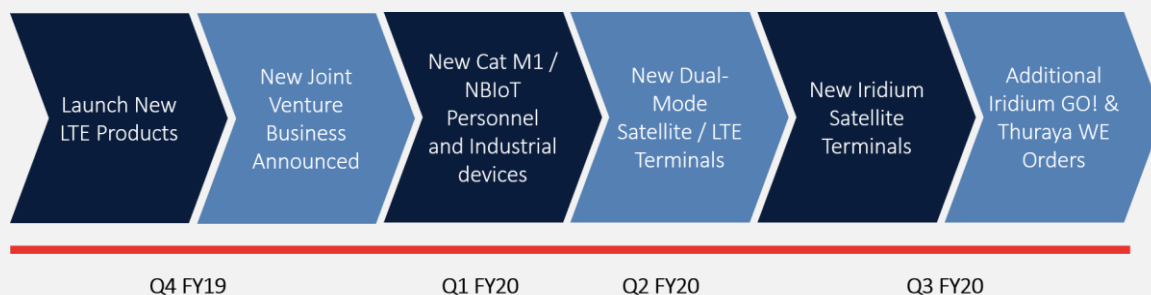 Launch New
LTE Products
New Joint
Venture
Business
Announced
New Cat M1 /
NBIoT
Personnel
and Industrial
devices
New Dual-
Mode
Satellite / LTE
Terminals
New Iridium
Satellite
Terminals
Additional
Iridium GO! &
Thuraya WE
Orders
Q4 FY19
Q1 FY20
Q2 FY20
Q3 FY20